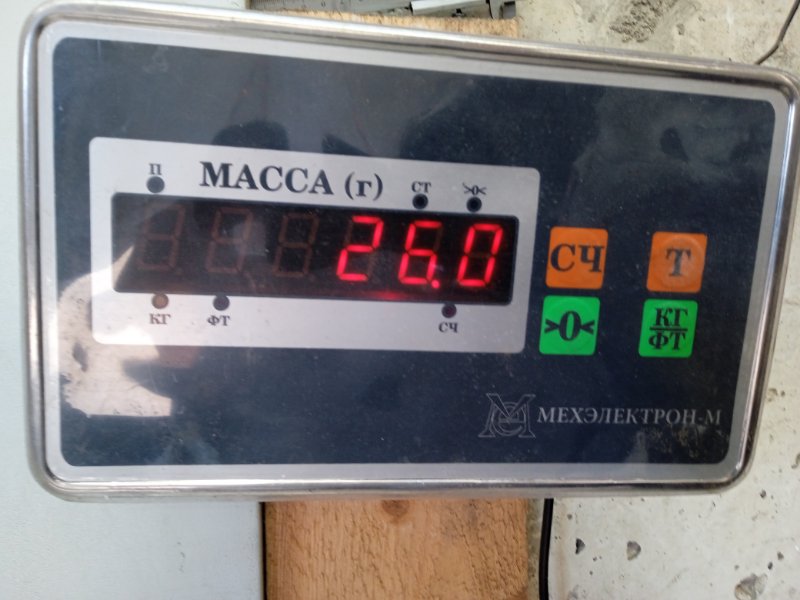 П
МАССА (г)
СТ
>0<
26.0
КГ
ФТ
СЧ
СЧ
Т
>0<
КГ
ФТ
МЕХЭЛЕКТРОН-М